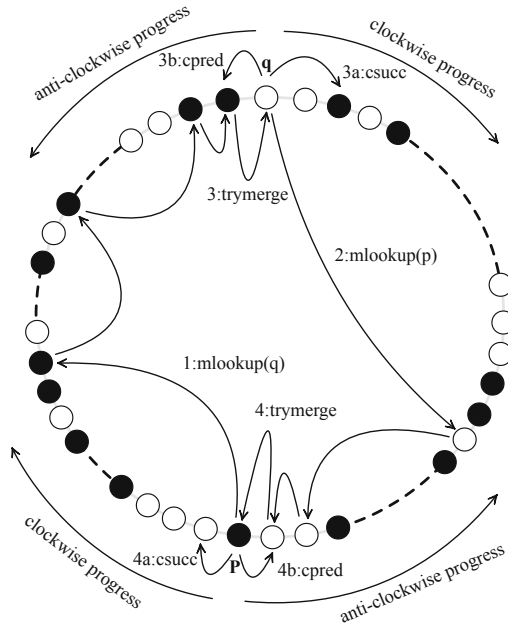 anti-clockwise progress
clockwise progress
3b:cpred
q
3a:csucc
3:trymerge
2:mlookup(p)
1:mlookup(q)
4:trymerge
4a:csucc
P
4b:cpred
clockwise progress
anti-clockwise progress